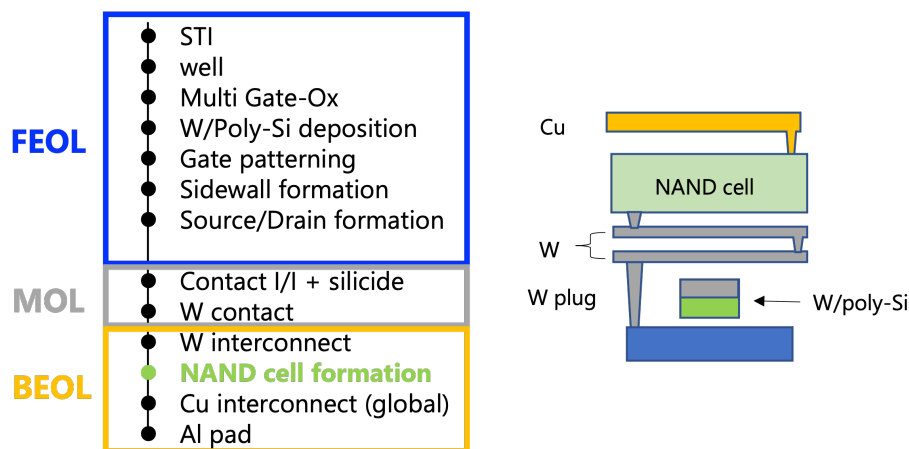 FEOL
STI
well
Multi Gate-Ox
W/Poly-Si deposition
Gate patterning
Sidewall formation
Source/Drain formation
MOL
Contact I/I + silicide
W contact
BEOL
W interconnect
NAND cell formation
Cu interconnect (global)
Al pad
Cu
NAND cell
W
W plug
W/poly-Si